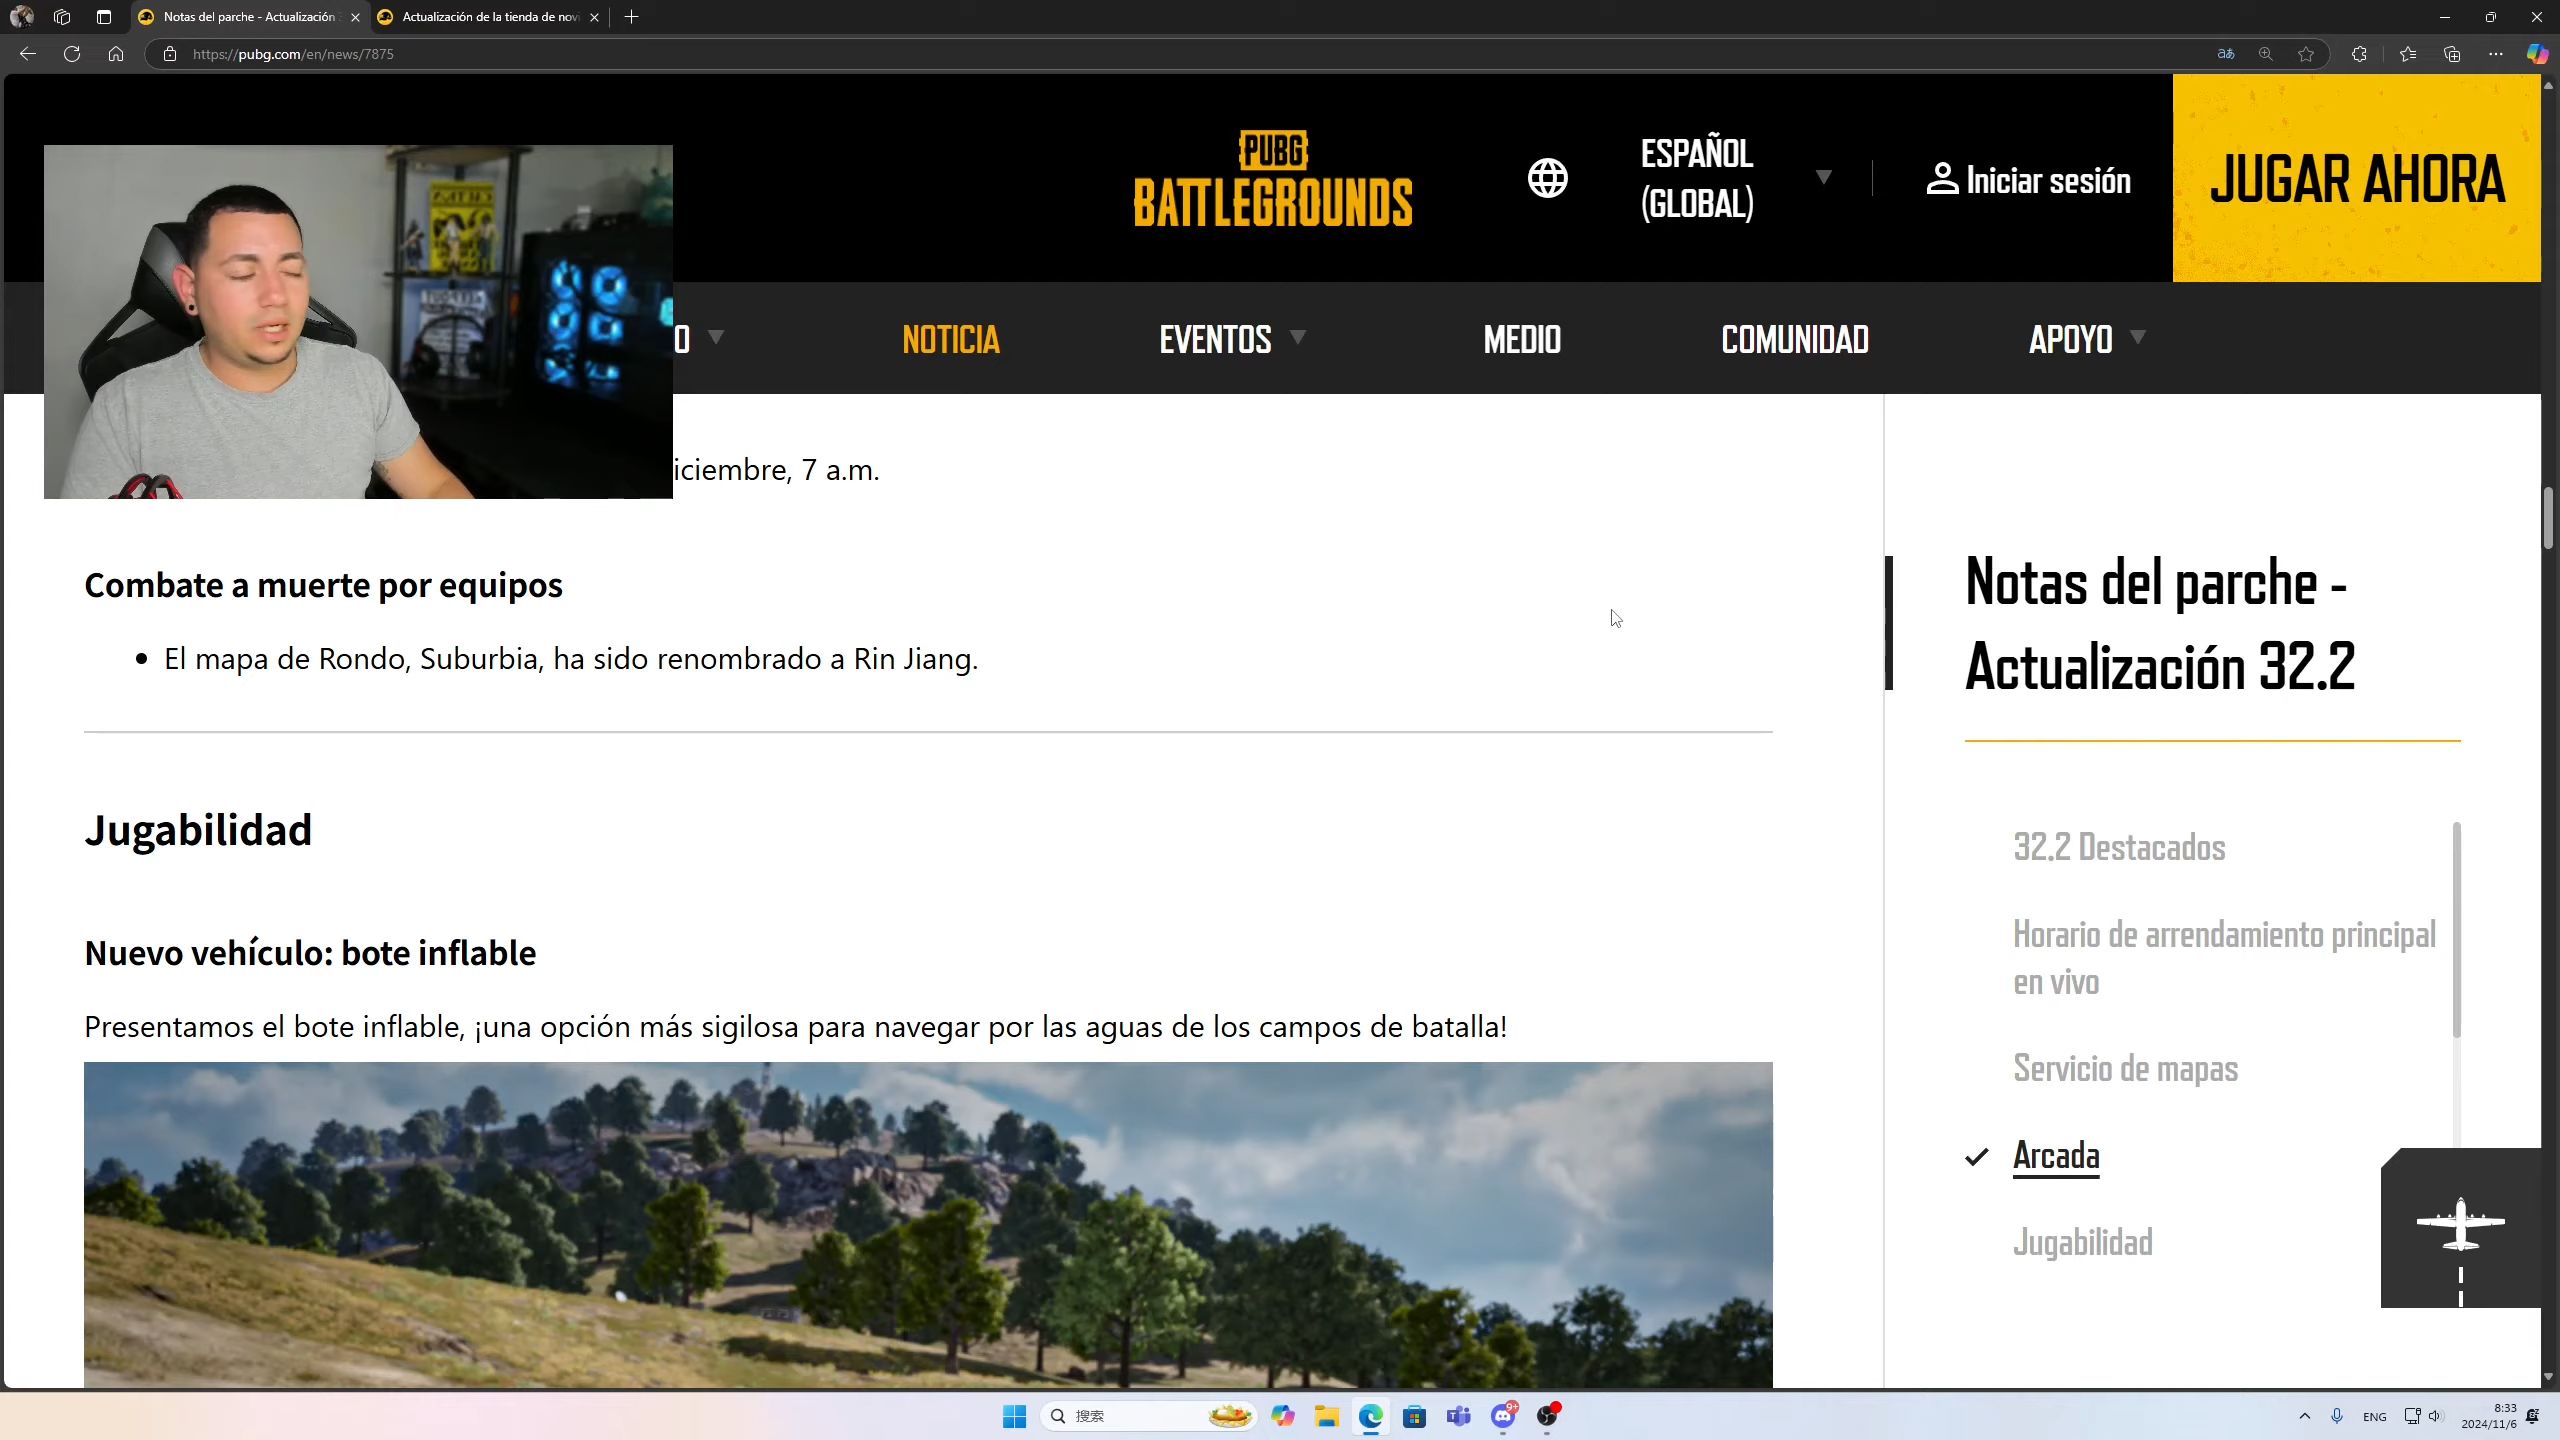 Notas del parche - Actualización
Actualización de la tienda de novi
https://pubg.com/en/news/7875
PUBG
BATTLEGROUNDS
ESPAÑOL
(GLOBAL)
Iniciar sesión
JUGAR AHORA
O
NOTICIA
EVENTOS
MEDIO
COMUNIDAD
APOYO
iciembre, 7 a.m.
Combate a muerte por equipos
• El mapa de Rondo, Suburbia, ha sido renombrado a Rin Jiang.
Jugabilidad
Nuevo vehículo: bote inflable
Presentamos el bote inflable, ¡una opción más sigilosa para navegar por las aguas de los campos de batalla!
Notas del parche -
Actualización 32.2
32.2 Destacados
Horario de arrendamiento principal
en vivo
Servicio de mapas
Arcada
Jugabilidad
搜索
9+
ENG
8:33
2024/11/6